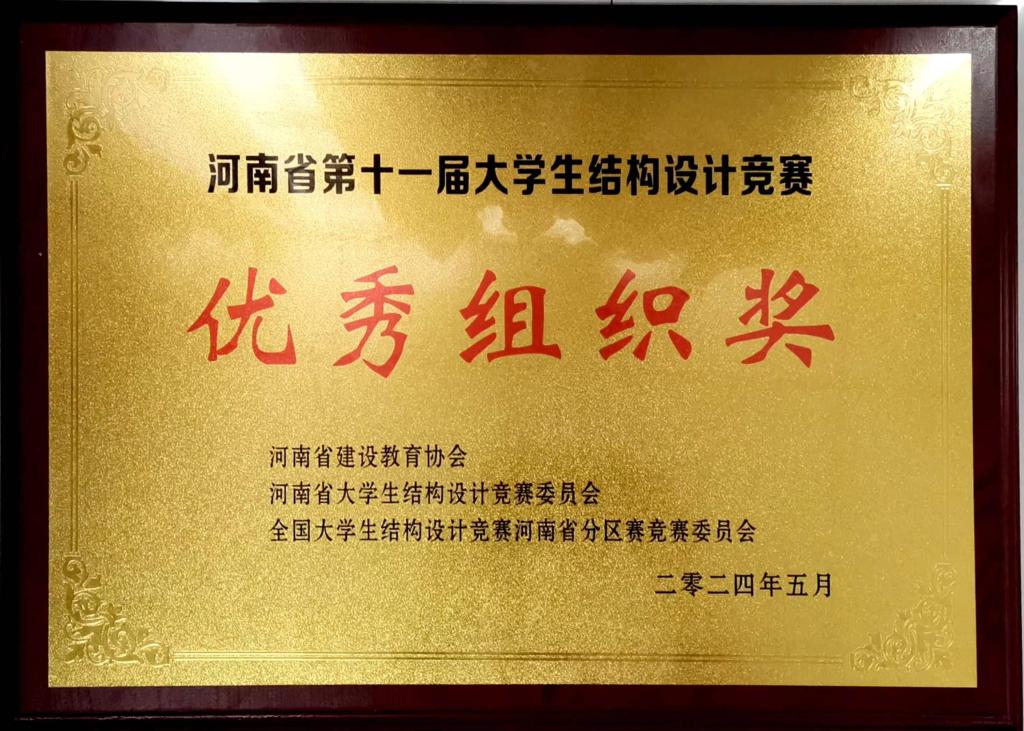 河南省第十一届大学生结构设计竞赛
优秀组织奖
河南省建设教育协会
河南省大学生结构设计竞赛委员会
全国大学生结构设计竞赛河南省分区赛竞赛委员会
二零二四年五月